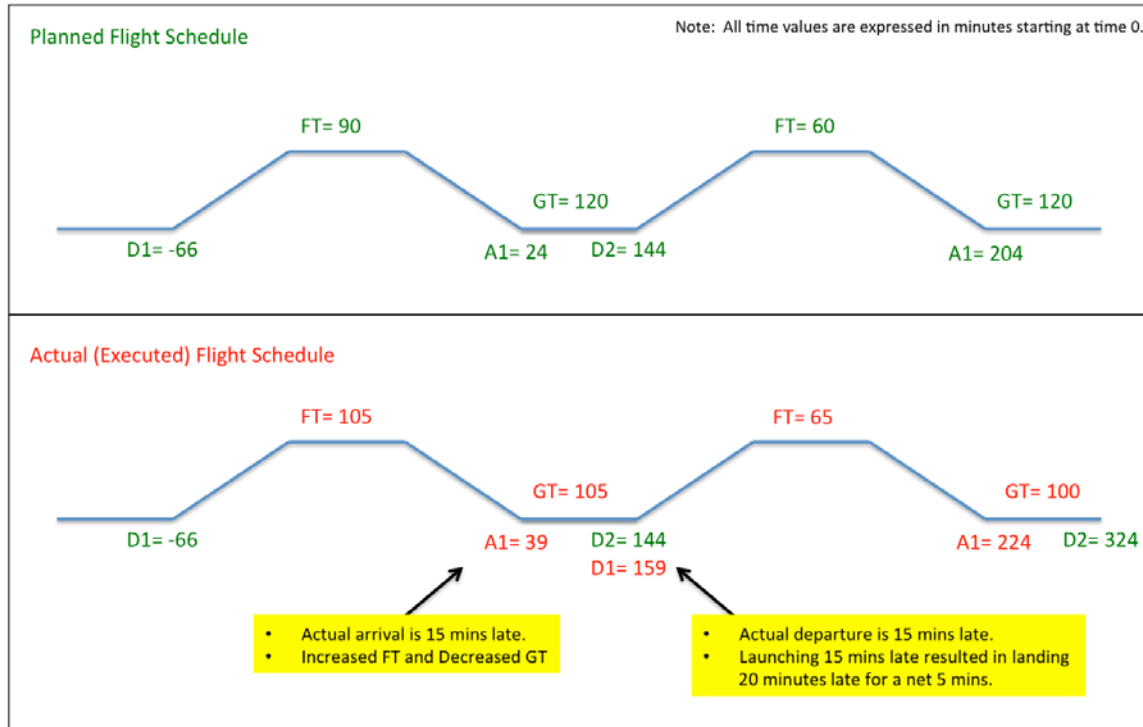 Planned Flight Schedule
Note: All time values are expressed in minutes starting at time 0.
FT= 90
FT= 60
GT= 120
GT= 120
D1= -66
A1= 24
D2= 144
A1= 204
Actual (Executed) Flight Schedule
FT= 105
FT= 65
GT= 105
GT= 100
D1= -66
A1= 39
D2= 144
A1= 224
D2= 324
D1= 159
• Actual arrival is 15 mins late.
• Increased FT and Decreased GT
• Actual departure is 15 mins late.
• Launching 15 mins late resulted in landing
20 minutes late for a net 5 mins.